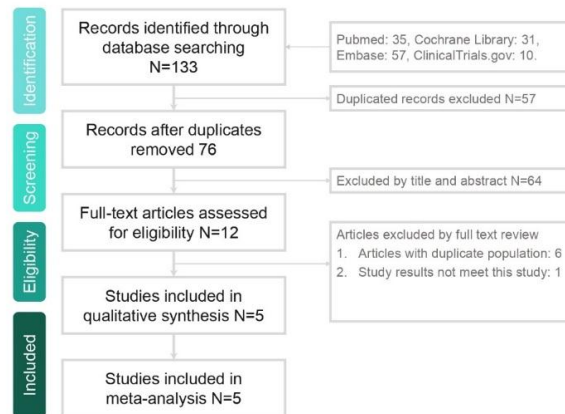 Identification
Records identified through
database searching
N=133
Pubmed: 35, Cochrane Library: 31,
Embase: 57, ClinicalTrials.gov: 10.
Duplicated records excluded N=57
Screening
Records after duplicates
removed 76
Excluded by title and abstract N=64
Full-text articles assessed
for eligibility N=12
Eligibility
Articles excluded by full text review
1. Articles with duplicate population: 6
2. Study results not meet this study: 1
Studies included in
qualitative synthesis N=5
Included
Studies included in
meta-analysis N=5